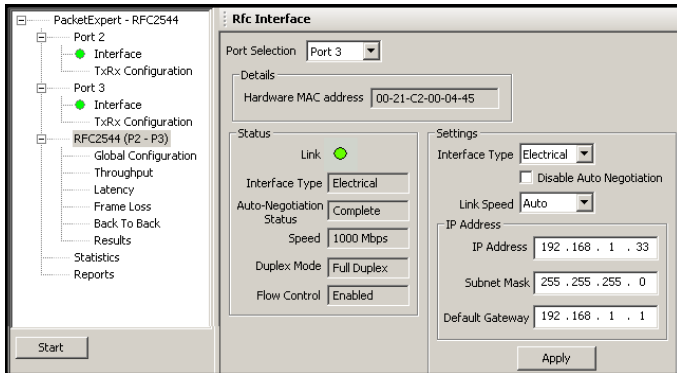 PacketExpert - RFC2544
Port 2
Interface
TxRx Configuration
Port 3
Interface
TxRx Configuration
RFC2544 (P2 - P3)
Global Configuration
Throughput
Latency
Frame Loss
Back To Back
Results
Statistics
Reports
Start
Rfc Interface
Port Selection Port 3
Details
Hardware MAC address 00-21-C2-00-04-45
Status
Link
Interface Type Electrical
Auto-Negotiation Status Complete
Speed 1000 Mbps
Duplex Mode Full Duplex
Flow Control Enabled
Settings
Interface Type Electrical
Disable Auto Negotiation
Link Speed Auto
IP Address
IP Address 192 . 168 . 1 . 33
Subnet Mask 255 . 255 . 255 . 0
Default Gateway 192 . 168 . 1 . 1
Apply